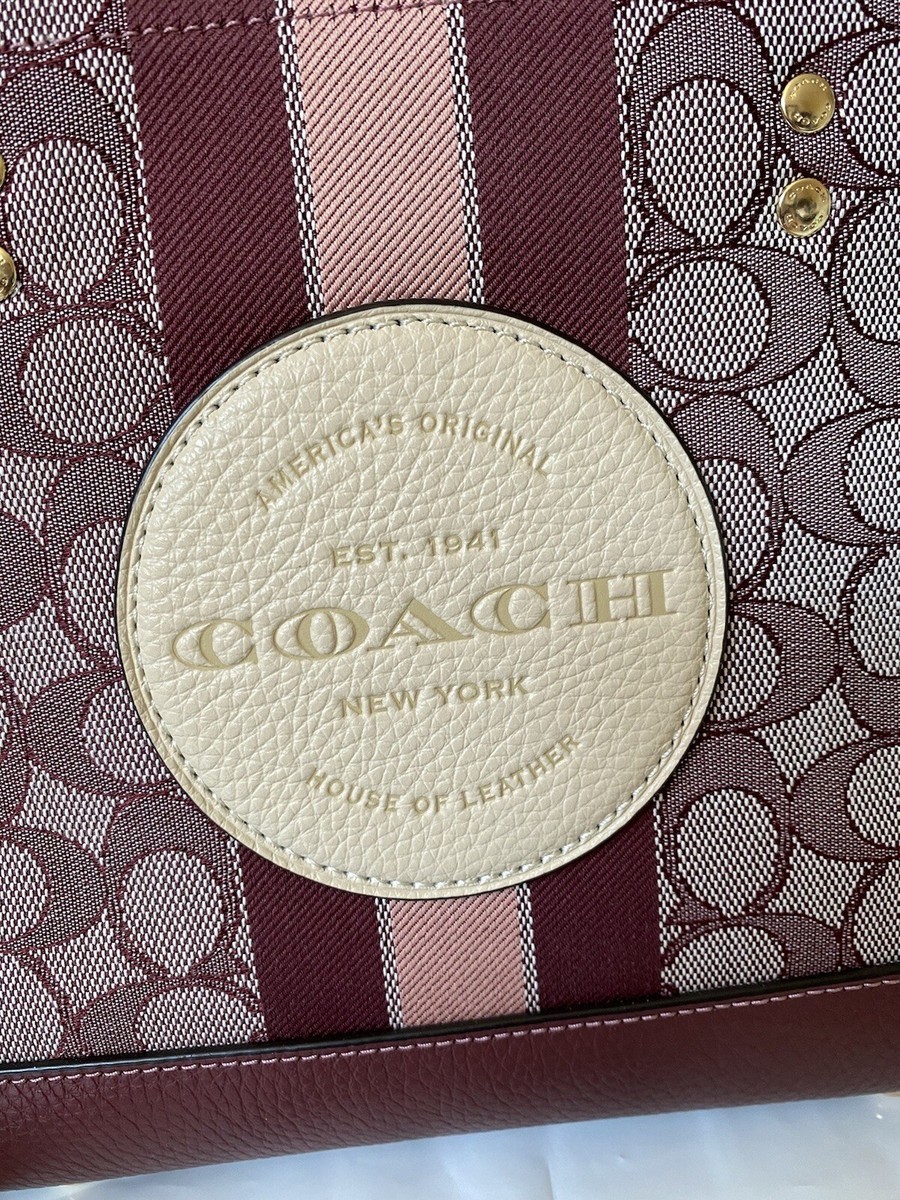 AMERICA'S ORIGINAL
EST. 1941
COACH
NEW YORK
HOUSE OF LEATHER